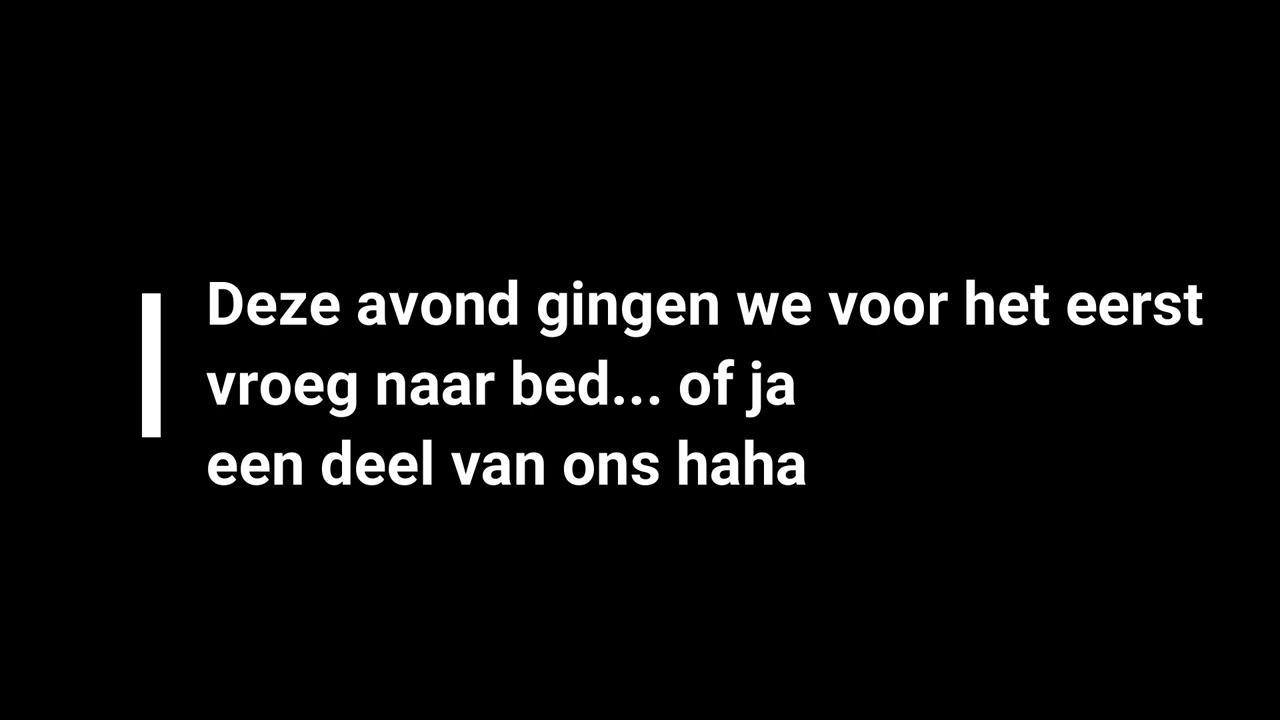 Deze avond gingen we voor het eerst
vroeg naar bed... of ja
een deel van ons haha